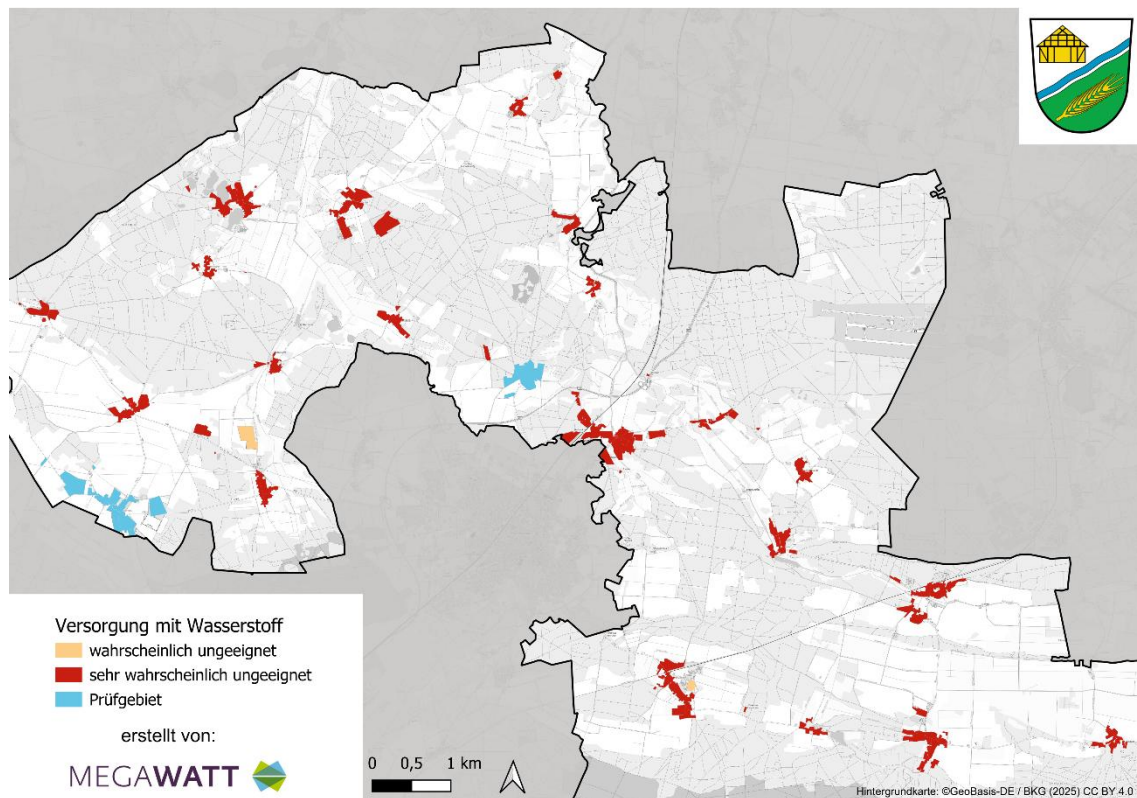 Versorgung mit Wasserstoff
wahrscheinlich ungeeignet
sehr wahrscheinlich ungeeignet
Prüfgebiet
erstellt von:
MEGAWATT
0 0,5 1 km
Hintergrundkarte: ©GeoBasis-DE / BKG (2025) CC BY 4.0